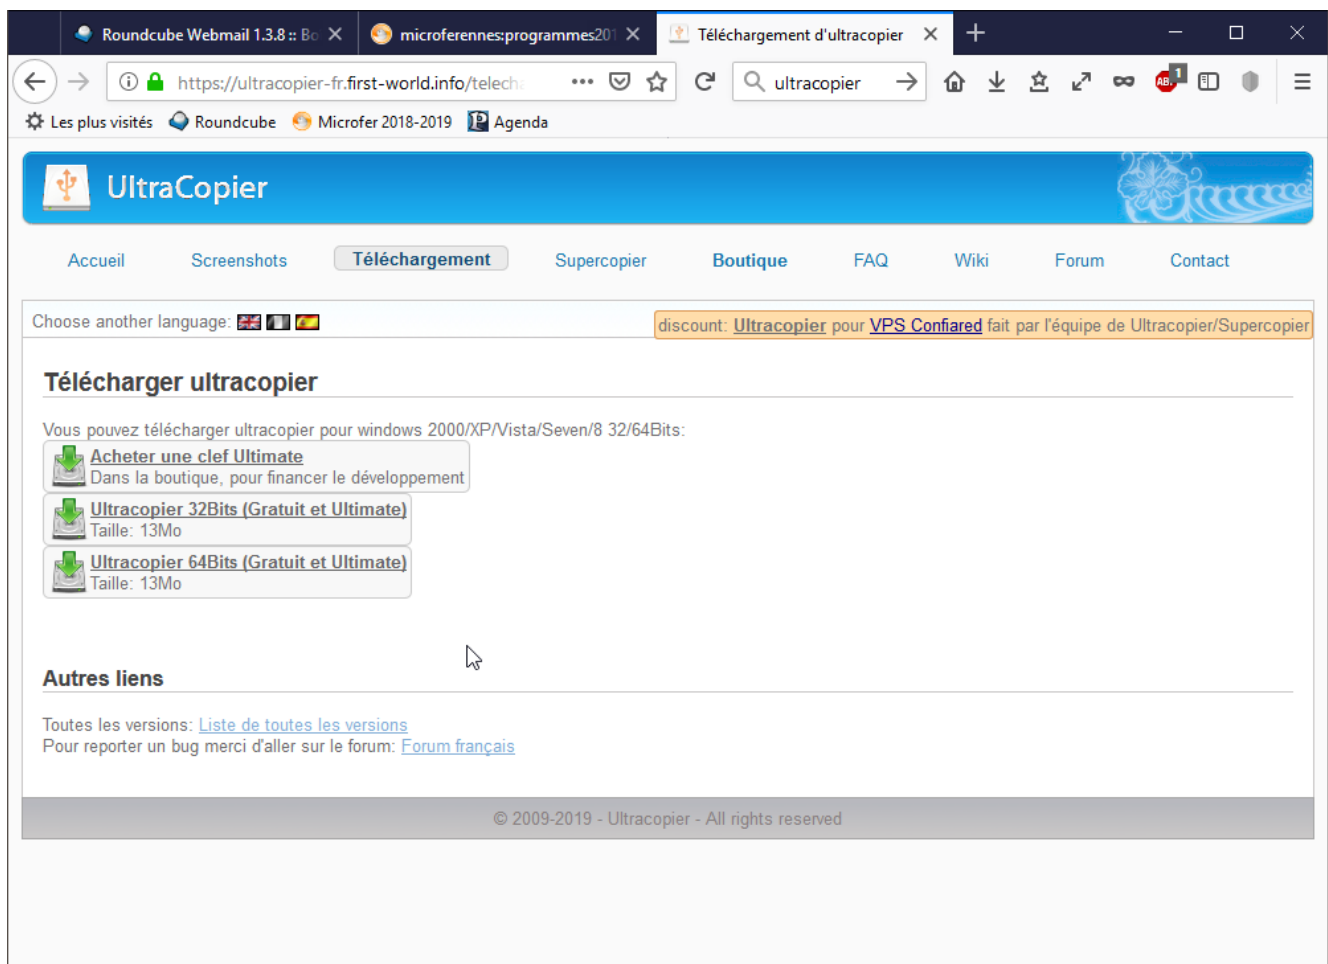 Roundcube Webmail 1.3.8 :: Bo
microferennes:programmes201
Téléchargement d'ultracopier
https://ultracopier-fr.first-world.info/telech
ultracopier
ABP
1
Les plus visités
Roundcube
Microfer 2018-2019
Agenda
UltraCopier
Accueil
Screenshots
Téléchargement
Supercopier
Boutique
FAQ
Wiki
Forum
Contact
Choose another language:
discount: Ultracopier pour VPS Confiared fait par l'équipe de Ultracopier/Supercopier
Télécharger ultracopier
Vous pouvez télécharger ultracopier pour windows 2000/XP/Vista/Seven/8 32/64Bits:
Acheter une clef Ultimate
Dans la boutique, pour financer le développement
Ultracopier 32Bits (Gratuit et Ultimate)
Taille: 13Mo
Ultracopier 64Bits (Gratuit et Ultimate)
Taille: 13Mo
Autres liens
Toutes les versions: Liste de toutes les versions
Pour reporter un bug merci d'aller sur le forum: Forum français
© 2009-2019 - Ultracopier - All rights reserved